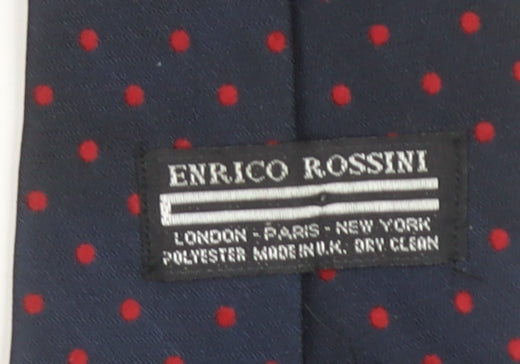 ENRICO ROSSINI
LONDON - PARIS - NEW YORK
POLYESTER MADE IN U.K. DRY CLEAN